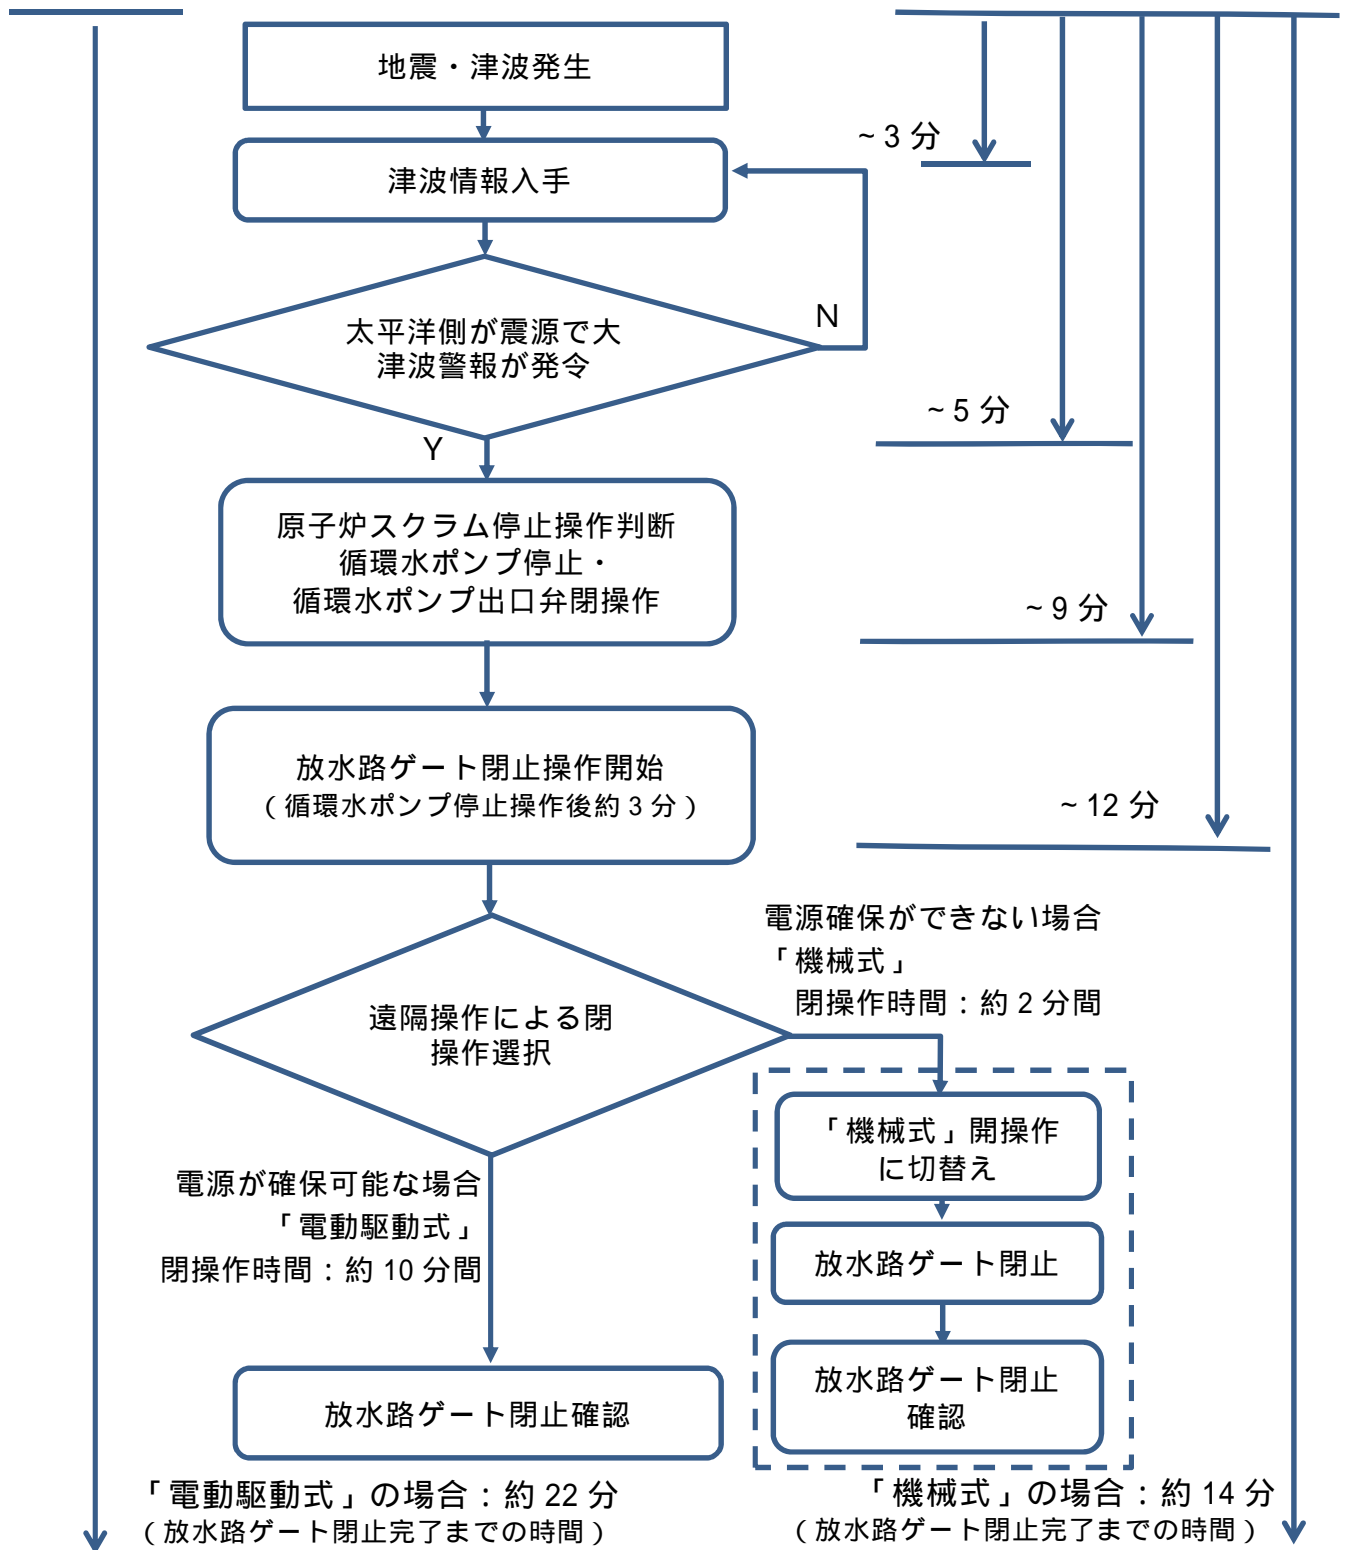 地震・津波発生
~3分
津波情報入手
N
太平洋側が震源で大
津波警報が発令
~5分
Y
原子炉スクラム停止操作判断
循環水ポンプ停止・
循環水ポンプ出口弁閉操作
~9分
放水路ゲート閉止操作開始
(循環水ポンプ停止操作後約3分)
~12分
電源確保ができない場合
「機械式」
閉操作時間:約2分間
遠隔操作による閉
操作選択
「機械式」開操作
に切替え
電源が確保可能な場合
「電動駆動式」
閉操作時間:約10分間
放水路ゲート閉止
放水路ゲート閉止
確認
放水路ゲート閉止確認
「電動駆動式」の場合:約22分
(放水路ゲート閉止完了までの時間)
「機械式」の場合:約14分
(放水路ゲート閉止完了までの時間)